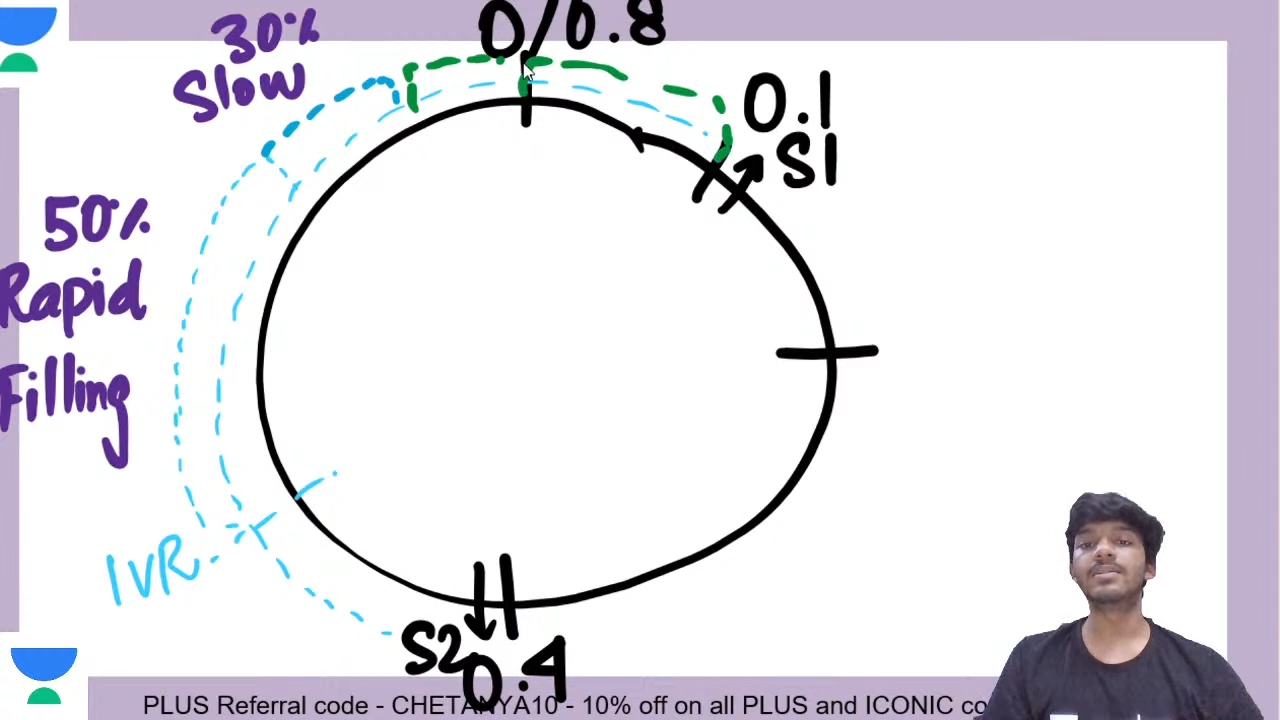 0/0.8
30%
Slow
0.1
S1
50%
Rapid
Filling
IVR
S2
0.4
PLUS Referral code - CHETANYA10 - 10% off on all PLUS and ICONIC co